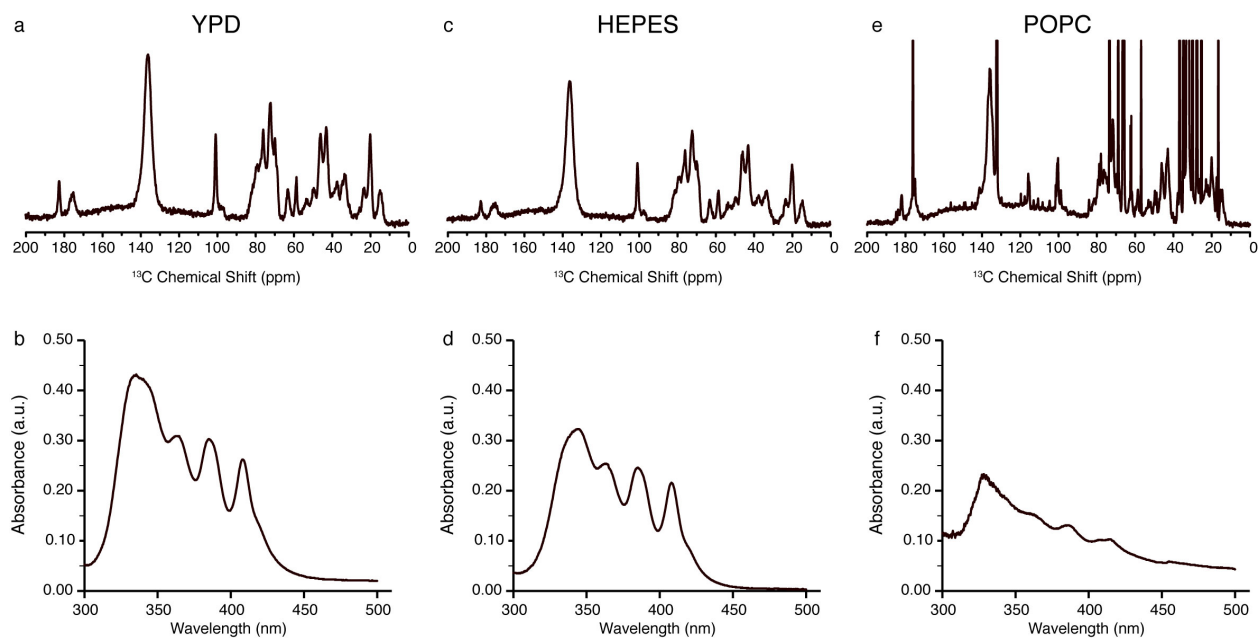 a YPD
200 180 160 140 120 100 80 60 40 20 0
¹³C Chemical Shift (ppm)
c HEPES
200 180 160 140 120 100 80 60 40 20 0
¹³C Chemical Shift (ppm)
e POPC
200 180 160 140 120 100 80 60 40 20 0
¹³C Chemical Shift (ppm)
b
Absorbance (a.u.)
0.50
0.40
0.30
0.20
0.10
0.00
300 350 400 450 500
Wavelength (nm)
d
Absorbance (a.u.)
0.50
0.40
0.30
0.20
0.10
0.00
300 350 400 450 500
Wavelength (nm)
f
Absorbance (a.u.)
0.50
0.40
0.30
0.20
0.10
0.00
300 350 400 450 500
Wavelength (nm)